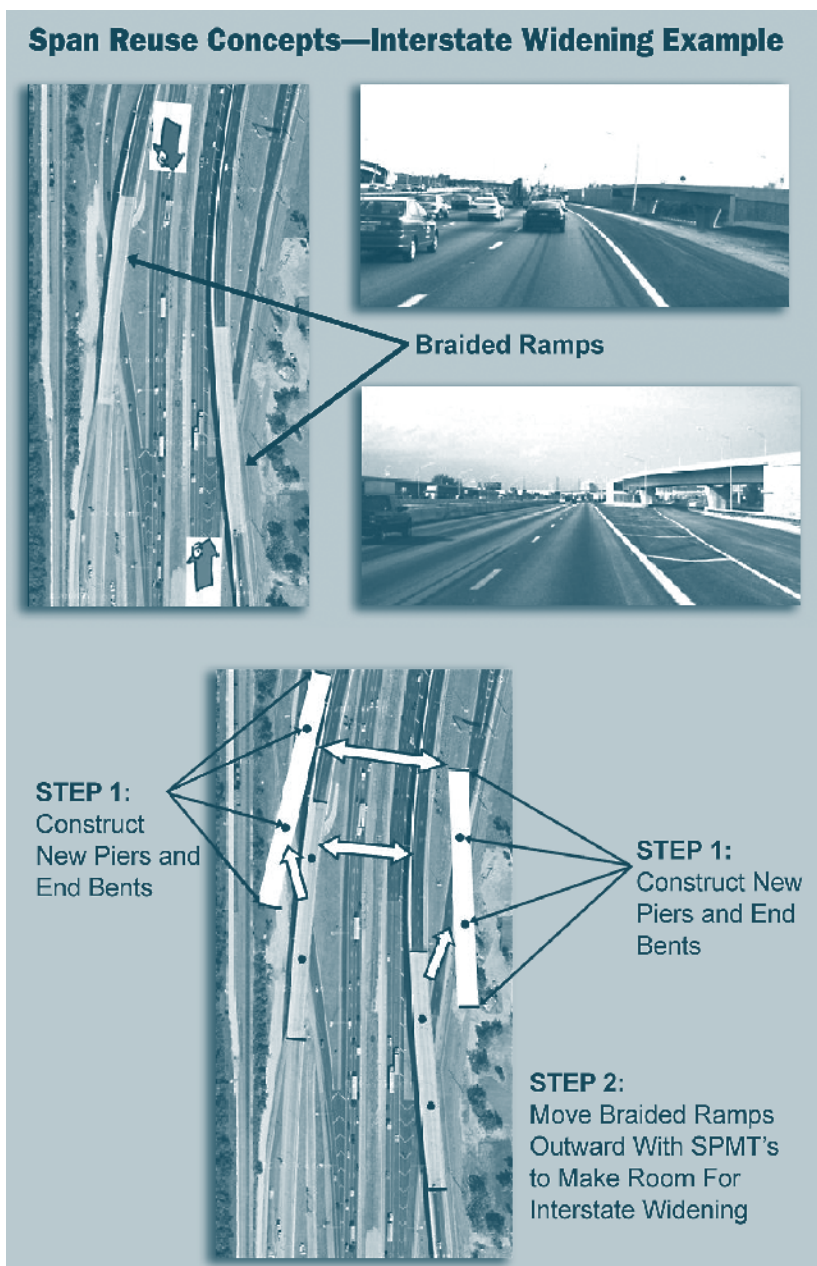 Span Reuse Concepts—Interstate Widening Example
Braided Ramps
STEP 1:
Construct
New Piers and
End Bents
STEP 1:
Construct New
Piers and End
Bents
STEP 2:
Move Braided Ramps
Outward With SPMT's
to Make Room For
Interstate Widening